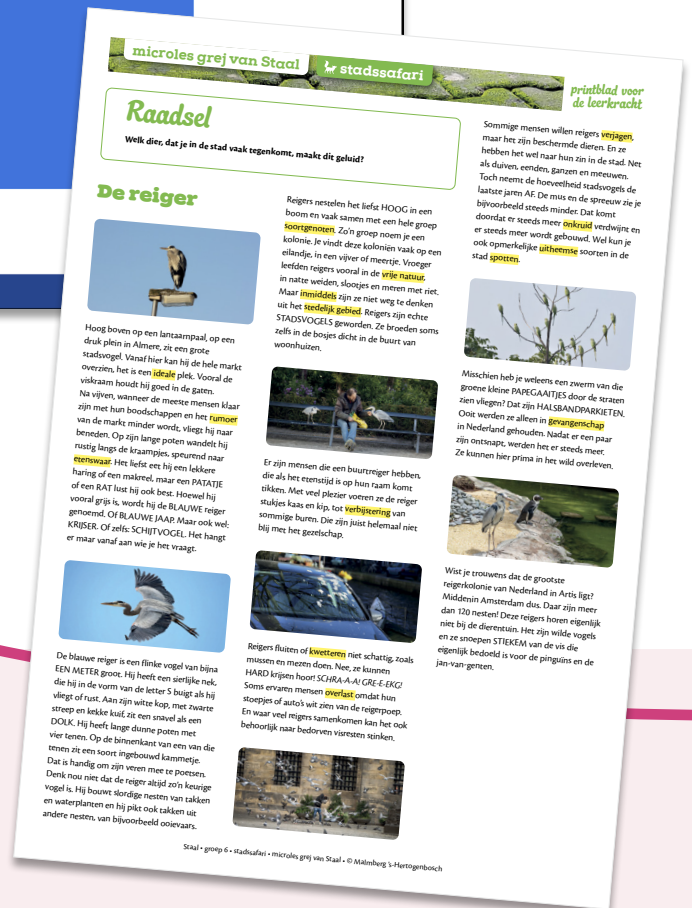 microles grej van Staal
stadssafari
printblad voor
de leerkracht
Raadsel
Welk dier, dat je in de stad vaak tegenkomt, maakt dit geluid?
De reiger
Hoog boven op een lantaarnpaal, op een
druk plein in Almere, zit een grote
stadsvogel. Vanaf hier kan hij de hele markt
overzien, het is een ideale plek. Vooral de
viskraam houdt hij goed in de gaten.
Na vijven, wanneer de meeste mensen klaar
zijn met hun boodschappen en het rumoer
van de markt minder wordt, vliegt hij naar
beneden. Op zijn lange poten wandelt hij
rustig langs de kraampjes, speurend naar
etenswaar. Het liefst eet hij een lekkere
haring of een makreel, maar een PATATJE
of een RAT lust hij ook best. Hoewel hij
vooral grijs is, wordt hij de BLAUWE reiger
genoemd. Of BLAUWE JAAP. Maar ook wel:
KRIJSER. Of zelfs: SCHIJTVOGEL. Het hangt
er maar vanaf aan wie je het vraagt.
De blauwe reiger is een flinke vogel van bijna
EEN METER groot. Hij heeft een sierlijke nek,
die hij in de vorm van de letter S buigt als hij
vliegt of rust. Aan zijn witte kop, met zwarte
streep en kekke kuif, zit een snavel als een
DOLK. Hij heeft lange dunne poten met
vier tenen. Op de binnenkant van een van die
tenen zit een soort ingebouwd kammetje.
Dat is handig om zijn veren mee te poetsen.
Denk nou niet dat de reiger altijd zo'n keurige
vogel is. Hij bouwt slordige nesten van takken
en waterplanten en hij pikt ook takken uit
andere nesten, van bijvoorbeeld ooievaars.
Reigers nestelen het liefst HOOG in een
boom en vaak samen met een hele groep
soortgenoten. Zo'n groep noem je een
kolonie. Je vindt deze koloniën vaak op een
eilandje, in een vijver of meertje. Vroeger
leefden reigers vooral in de vrije natuur,
in natte weiden, slootjes en meren met riet.
Maar inmiddels zijn ze niet weg te denken
uit het stedelijk gebied. Reigers zijn echte
STADSVOGELS geworden. Ze broeden soms
zelfs in de bosjes dicht in de buurt van
woonhuizen.
Er zijn mensen die een buurtreiger hebben,
die als het etenstijd is op hun raam komt
tikken. Met veel plezier voeren ze de reiger
stukjes kaas en kip, tot verbijstering van
sommige buren. Die zijn juist helemaal niet
blij met het gezelschap.
Reigers fluiten of kwetteren niet schattig, zoals
mussen en mezen doen. Nee, ze kunnen
HARD krijsen hoor! SCHRA-A-A! GRE-E-EKG!
Soms ervaren mensen overlast omdat hun
stoepjes of auto's wit zien van de reigerpoep.
En waar veel reigers samenkomen kan het ook
behoorlijk naar bedorven visresten stinken.
Sommige mensen willen reigers verjagen,
maar het zijn beschermde dieren. En ze
hebben het wel naar hun zin in de stad. Net
als duiven, eenden, ganzen en meeuwen.
Toch neemt de hoeveelheid stadsvogels de
laatste jaren AF. De mus en de spreeuw zie je
bijvoorbeeld steeds minder. Dat komt
doordat er steeds meer onkruid verdwijnt en
er steeds meer wordt gebouwd. Wel kun je
ook opmerkelijke uitheemse soorten in de
stad spotten.
Misschien heb je weleens een zwerm van die
groene kleine PAPEGAAITJES door de straten
zien vliegen? Dat zijn HALSBANDPARKIETEN.
Ooit werden ze alleen in gevangenschap
in Nederland gehouden. Nadat er een paar
zijn ontsnapt, werden het er steeds meer.
Ze kunnen hier prima in het wild overleven.
Wist je trouwens dat de grootste
reigerkolonie van Nederland in Artis ligt?
Middenin Amsterdam dus. Daar zijn meer
dan 120 nesten! Deze reigers horen eigenlijk
niet bij de dierentuin. Het zijn wilde vogels
en ze snoepen STIEKEM van de vis die
eigenlijk bedoeld is voor de pinguïns en de
jan-van-genten.
Staal • groep 6 • stadssafari • microles grej van Staal • © Malmberg 's-Hertogenbosch